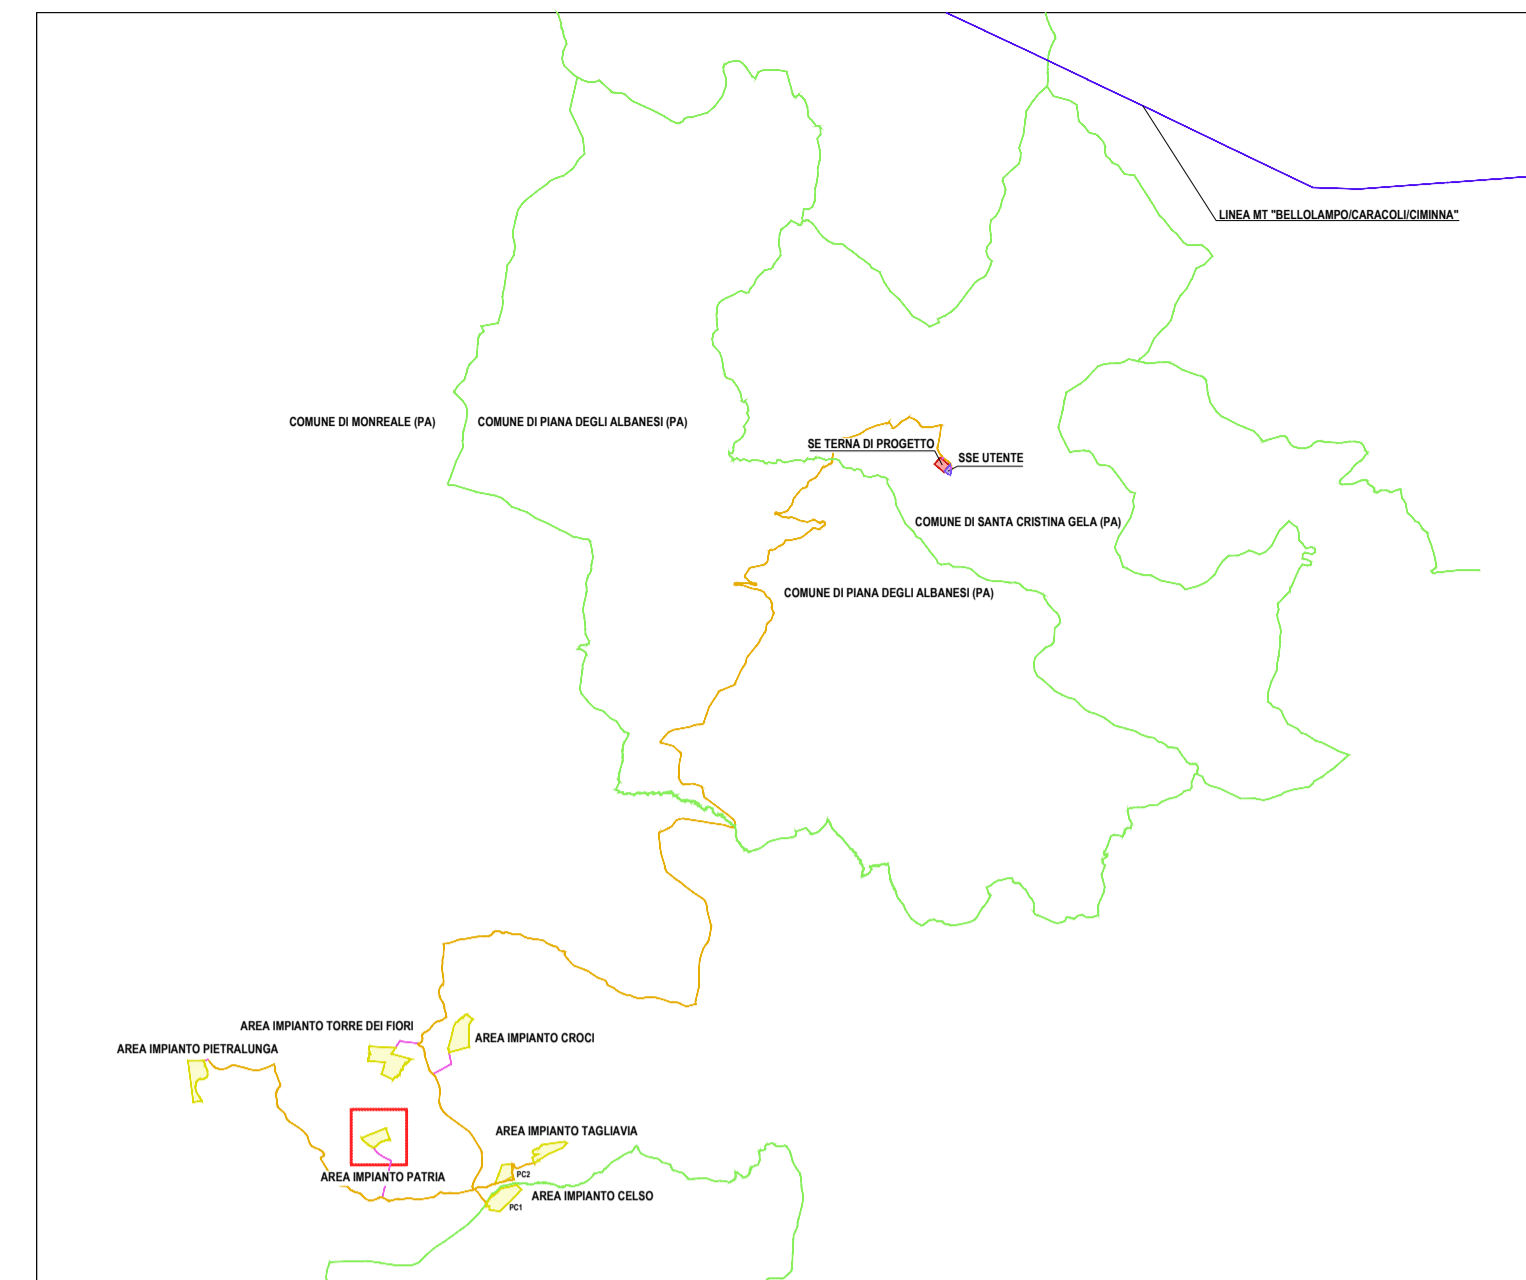 LINEA MT "BELLOLAMPO/CARACOLI/CIMINNA"
COMUNE DI MONREALE (PA)
COMUNE DI PIANA DEGLI ALBANESI (PA)
SE TERNA DI PROGETTO
SSE UTENTE
COMUNE DI SANTA CRISTINA GELA (PA)
COMUNE DI PIANA DEGLI ALBANESI (PA)
AREA IMPIANTO TORRE DEI FIORI
AREA IMPIANTO CROCI
AREA IMPIANTO PIETRALUNGA
AREA IMPIANTO TAGLIAVIA
PC2
AREA IMPIANTO PATRIA
AREA IMPIANTO CELSO
PC1